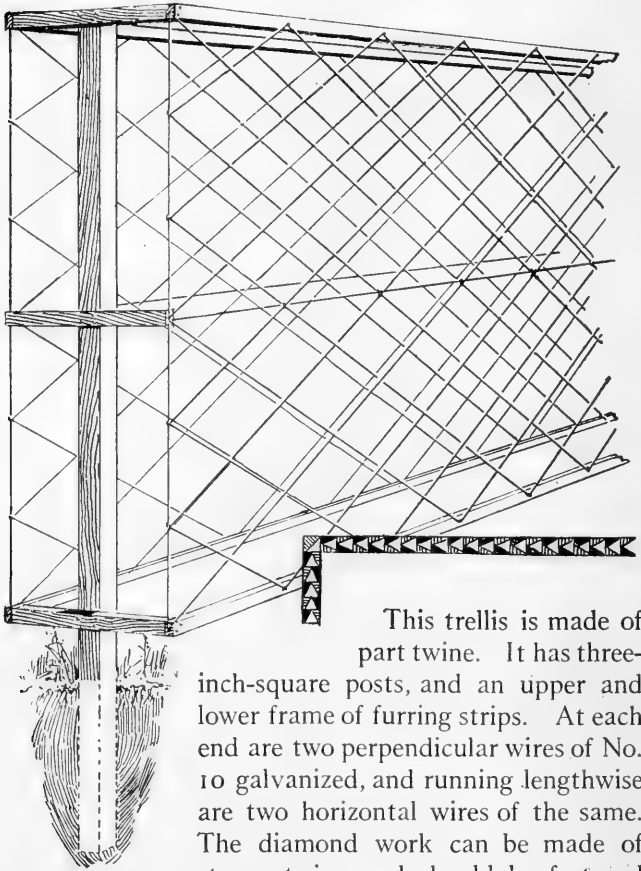 This trellis is made of
part twine. It has three-
inch-square posts, and an upper and
lower frame of furring strips. At each
end are two perpendicular wires of No.
10 galvanized, and running lengthwise
are two horizontal wires of the same.
The diamond work can be made of